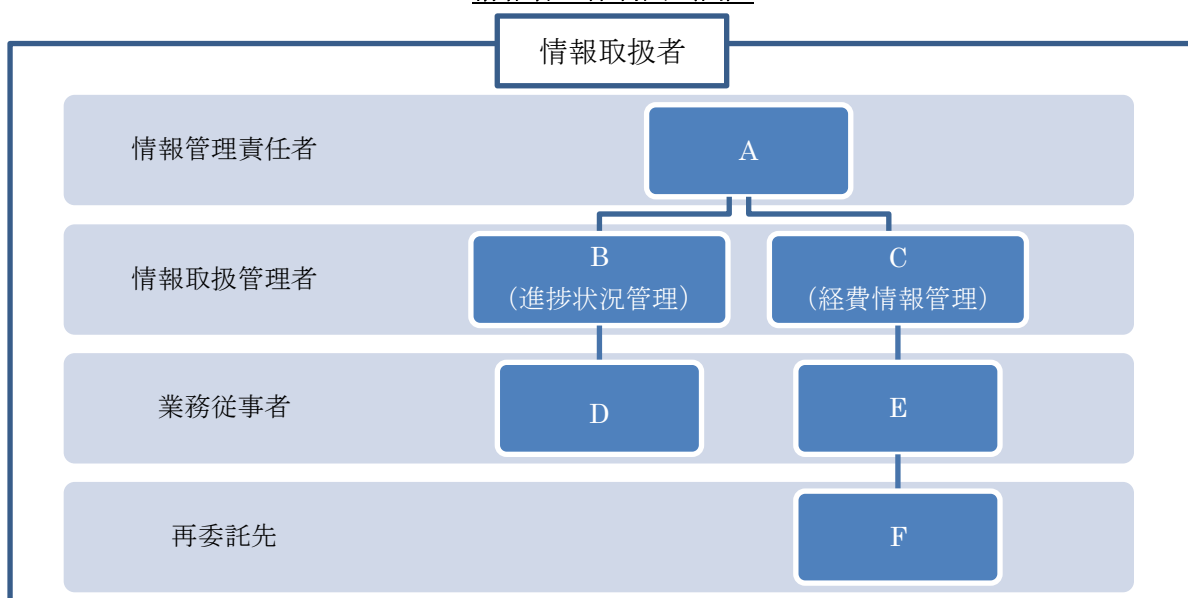 情報取扱者
情報管理責任者
A
情報取扱管理者
B
（進捗状況管理）
C
（経費情報管理）
業務従事者
D
E
再委託先
F